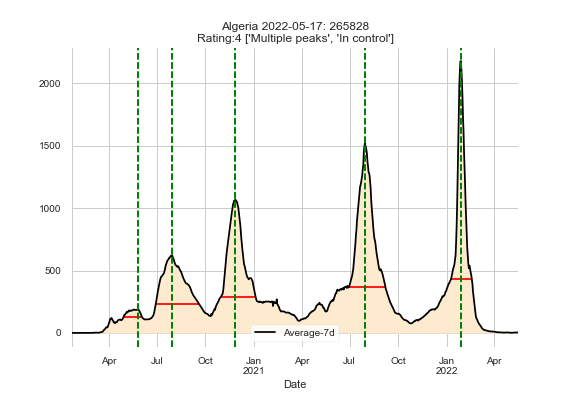 Algeria 2022-05-17: 265828
Rating:4 ['Multiple peaks', 'In control']
2000
1500
1000
500
0
Average-7d
Apr Jul Oct Jan Apr Jul Oct Jan Apr
2021 2022
Date